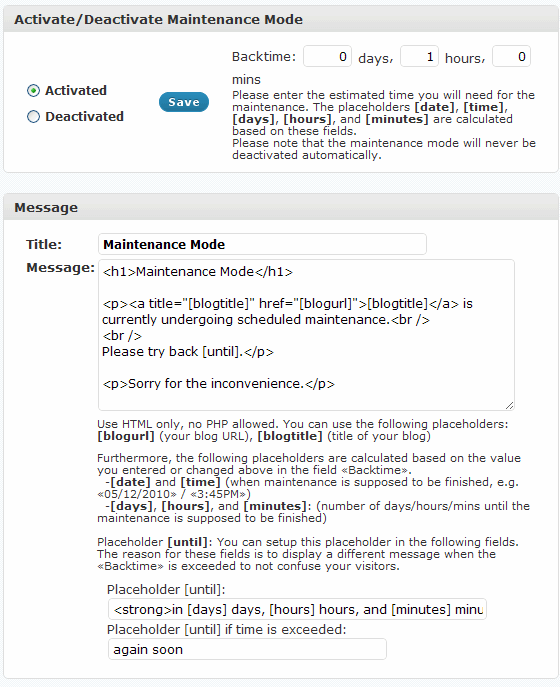 Activate/Deactivate Maintenance Mode
Backtime: 0 days, 1 hours, 0
mins
Activated
Deactivated
Save
Please enter the estimated time you will need for the
maintenance. The placeholders [date], [time],
[days], [hours], and [minutes] are calculated
based on these fields.
Please note that the maintenance mode will never be
deactivated automatically.
Message
Title: Maintenance Mode
Message: <h1>Maintenance Mode</h1>
<p><a title="[blogtitle]" href="[blogurl]">[blogtitle]</a> is
currently undergoing scheduled maintenance.<br />
<br />
Please try back [until].</p>
<p>Sorry for the inconvenience.</p>
Use HTML only, no PHP allowed. You can use the following placeholders:
[blogurl] (your blog URL), [blogtitle] (title of your blog)
Furthermore, the following placeholders are calculated based on the value
you entered or changed above in the field «Backtime».
-[date] and [time] (when maintenance is supposed to be finished, e.g.
«05/12/2010» / «3:45PM»)
-[days], [hours], and [minutes]: (number of days/hours/mins until the
maintenance is supposed to be finished)
Placeholder [until]: You can setup this placeholder in the following fields.
The reason for these fields is to display a different message when the
«Backtime» is exceeded to not confuse your visitors.
Placeholder [until]:
<strong>in [days] days, [hours] hours, and [minutes] minu
Placeholder [until] if time is exceeded:
again soon